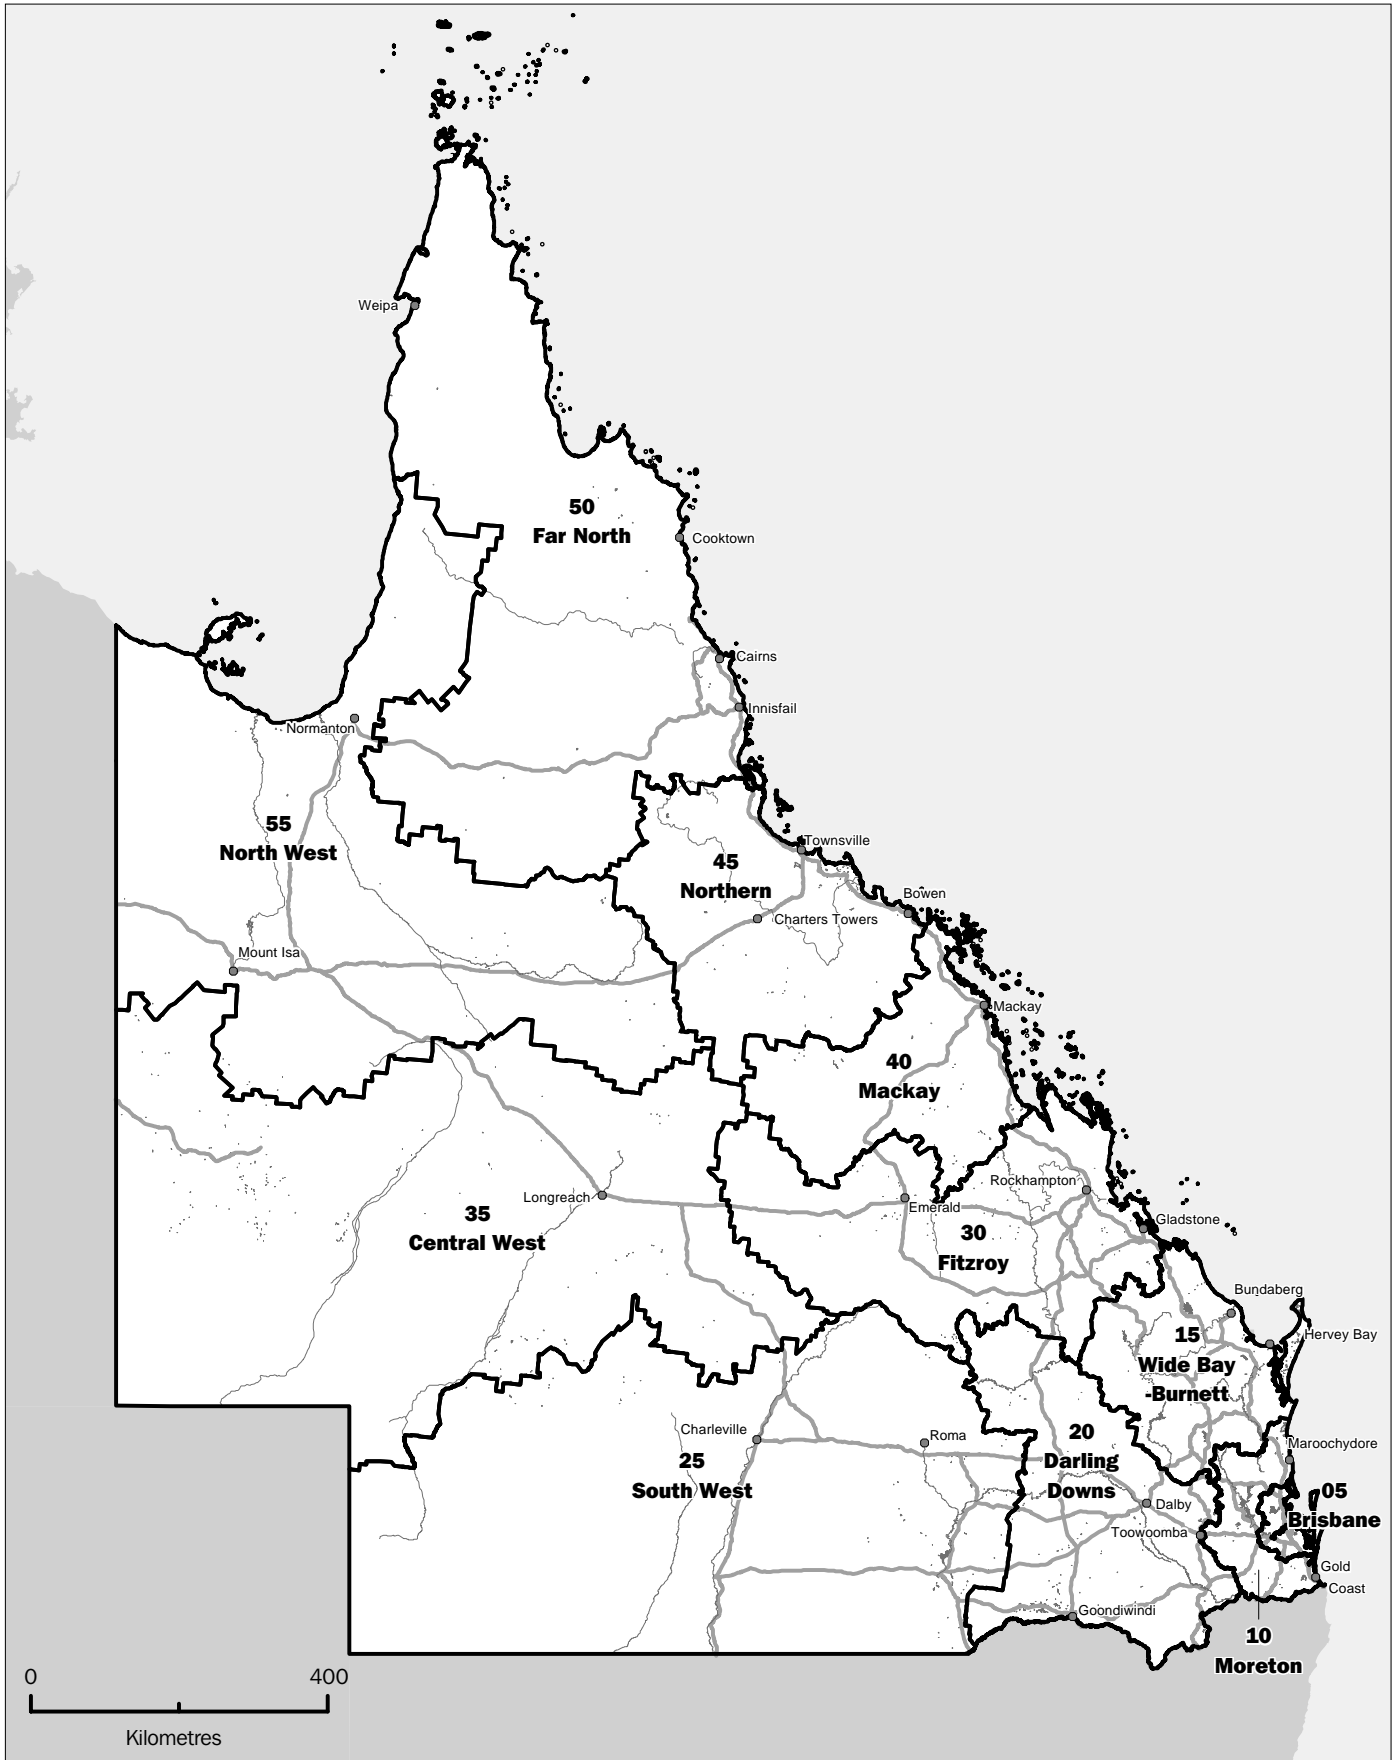 Weipa
50
Far North
Cooktown
Cairns
Innisfail
Normanton
55
North West
Townsville
45
Northern
Bowen
Charters Towers
Mount Isa
Mackay
40
Mackay
Rockhampton
Longreach
Emerald
35
Central West
Gladstone
30
Fitzroy
Bundaberg
15
Hervey Bay
Wide Bay
-Burnett
Charleville
Roma
20
Darling
Downs
Maroochydore
25
South West
05
Brisbane
Dalby
Toowoomba
Gold
Coast
Goondiwindi
10
Moreton
0 400
Kilometres